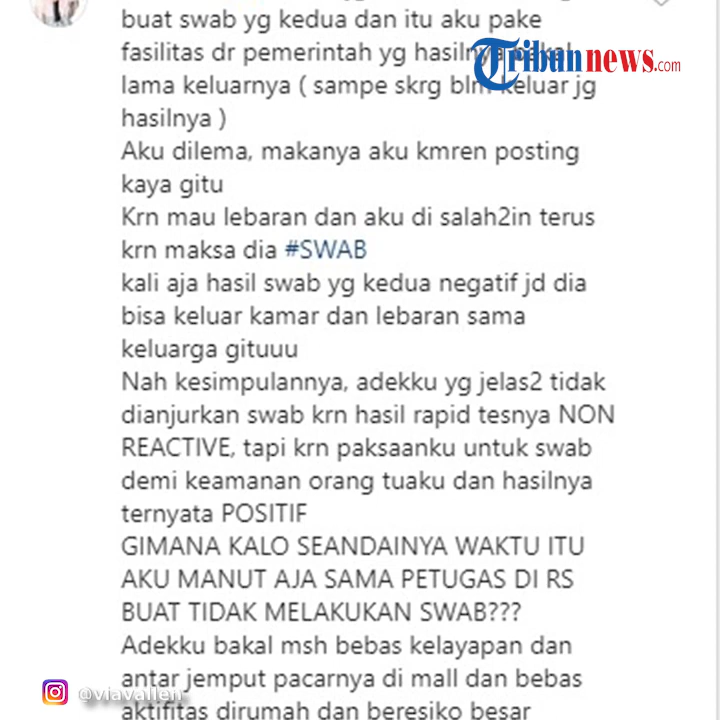 buat swab yg kedua dan itu aku pake
fasilitas dr pemerintah yg hasilnya
Tribunnews.com
lama keluarnya ( sampe skrg blm keluar jg
hasilnya )
Aku dilema, makanya aku kmren posting
kaya gitu
Krn mau lebaran dan aku di salah2in terus
krn maksa dia #SWAB
kali aja hasil swab yg kedua negatif jd dia
bisa keluar kamar dan lebaran sama
keluarga gituuu
Nah kesimpulannya, adekku yg jelas2 tidak
dianjurkan swab krn hasil rapid tesnya NON
REACTIVE, tapi krn paksaanku untuk swab
demi keamanan orang tuaku dan hasilnya
ternyata POSITIF
GIMANA KALO SEANDAINYA WAKTU ITU
AKU MANUT AJA SAMA PETUGAS DI RS
BUAT TIDAK MELAKUKAN SWAB???
Adekku bakal msh bebas kelayapan dan
antar jemput pacarnya di mall dan bebas
@viavallen
aktifitas dirumah dan beresiko besar